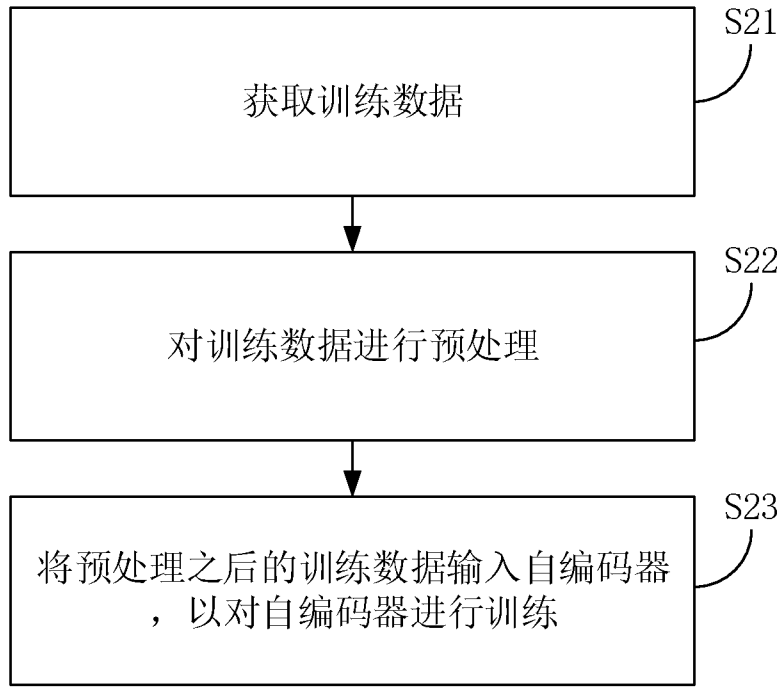 S21
获取训练数据
S22
对训练数据进行预处理
S23
将预处理之后的训练数据输入自编码器
，以对自编码器进行训练